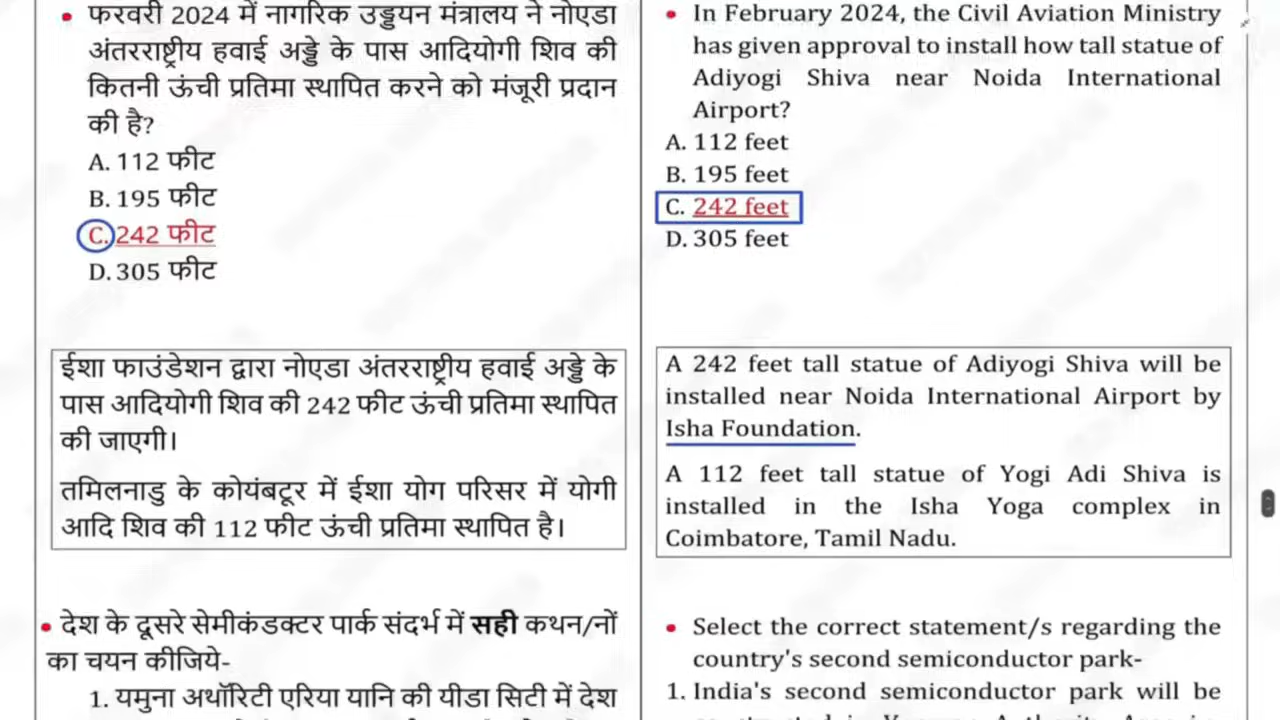 फरवरी 2024 में नागरिक उड्डयन मंत्रालय ने नोएडा
अंतरराष्ट्रीय हवाई अड्डे के पास आदियोगी शिव की
कितनी ऊंची प्रतिमा स्थापित करने को मंजूरी प्रदान
की है?
A. 112 फीट
B. 195 फीट
C. 242 फीट
D. 305 फीट
ईशा फाउंडेशन द्वारा नोएडा अंतरराष्ट्रीय हवाई अड्डे के
पास आदियोगी शिव की 242 फीट ऊंची प्रतिमा स्थापित
की जाएगी।
तमिलनाडु के कोयंबटूर में ईशा योग परिसर में योगी
आदि शिव की 112 फीट ऊंची प्रतिमा स्थापित है।
देश के दूसरे सेमीकंडक्टर पार्क संदर्भ में सही कथन/नों
का चयन कीजिये-
1. यमुना अथॉरिटी एरिया यानि की यीडा सिटी में देश
In February 2024, the Civil Aviation Ministry
has given approval to install how tall statue of
Adiyogi Shiva near Noida International
Airport?
A. 112 feet
B. 195 feet
C. 242 feet
D. 305 feet
A 242 feet tall statue of Adiyogi Shiva will be
installed near Noida International Airport by
Isha Foundation.
A 112 feet tall statue of Yogi Adi Shiva is
installed in the Isha Yoga complex in
Coimbatore, Tamil Nadu.
Select the correct statement/s regarding the
country's second semiconductor park-
1. India's second semiconductor park will be